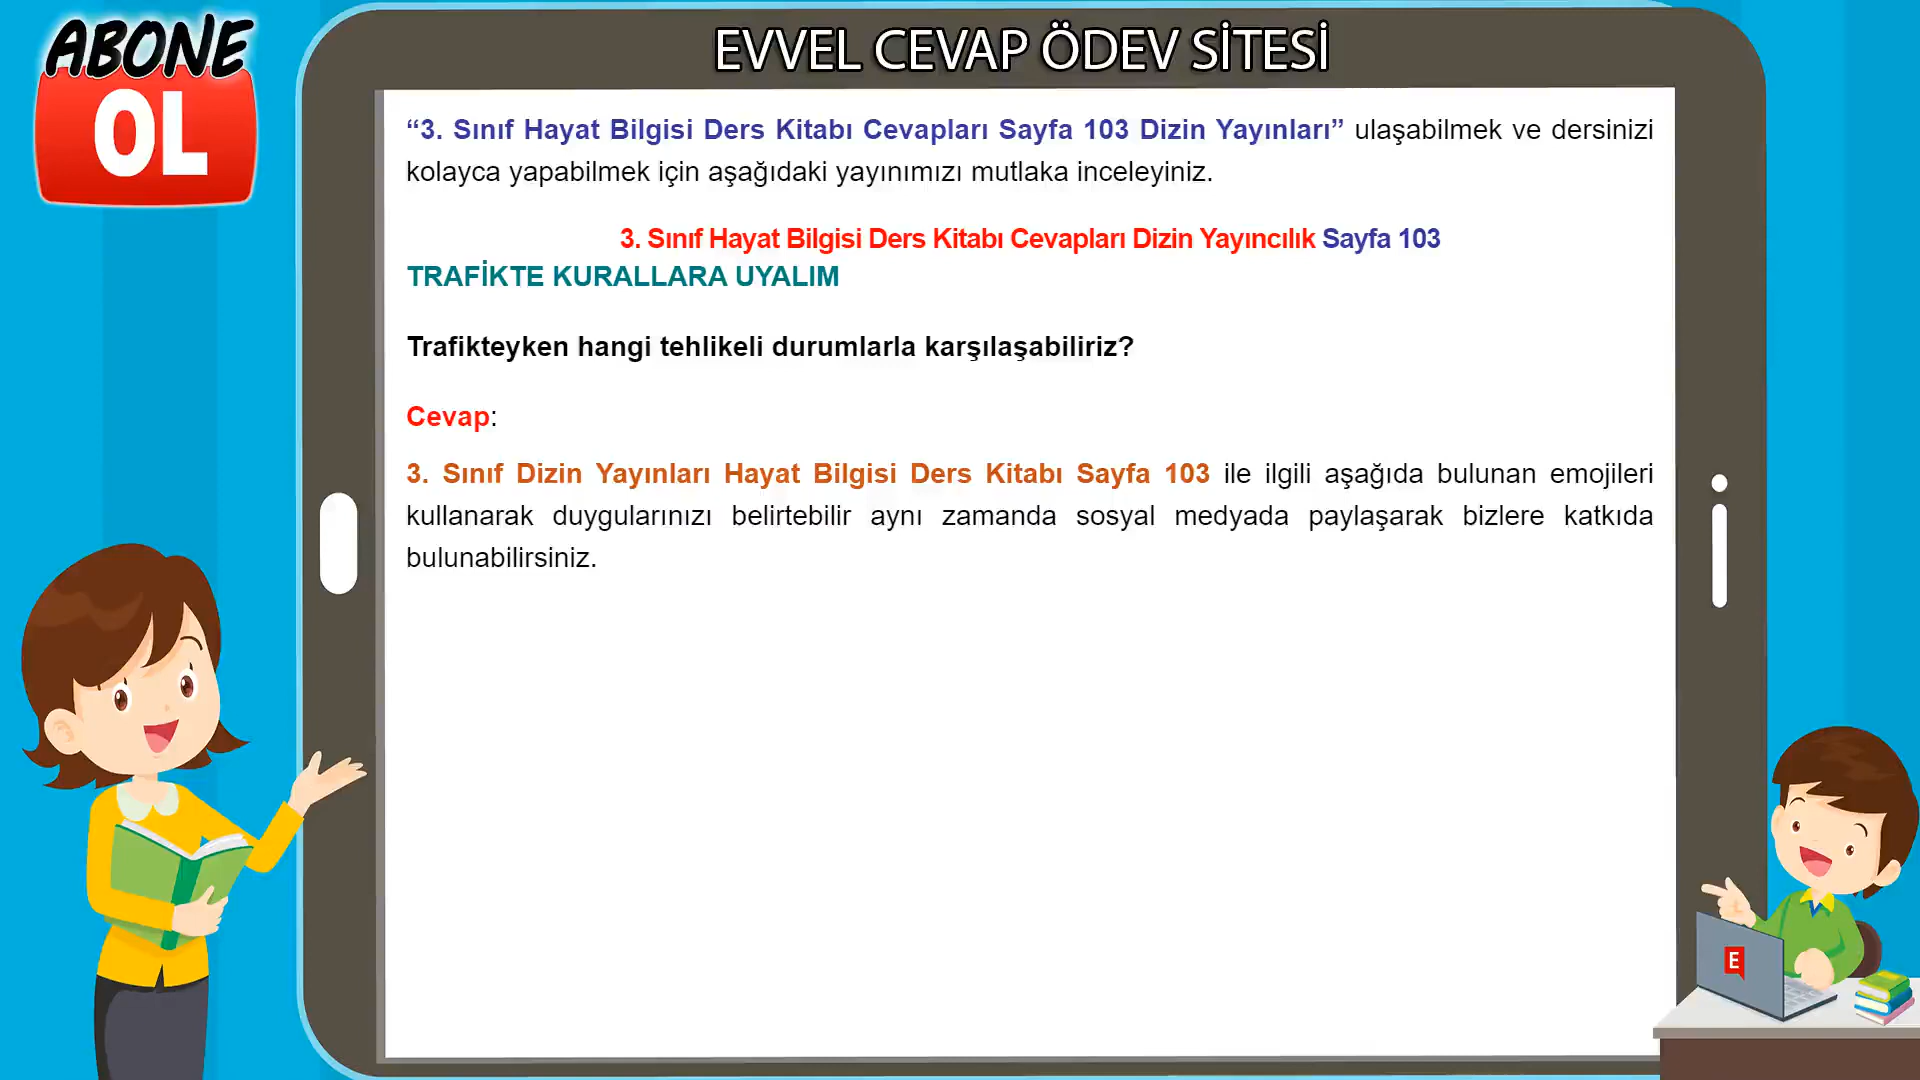 ABONE
OL
EVVEL CEVAP ÖDEV SİTESİ
“3. Sınıf Hayat Bilgisi Ders Kitabı Cevapları Sayfa 103 Dizin Yayınları” ulaşabilmek ve dersinizi
kolayca yapabilmek için aşağıdaki yayınımızı mutlaka inceleyiniz.
3. Sınıf Hayat Bilgisi Ders Kitabı Cevapları Dizin Yayıncılık Sayfa 103
TRAFİKTE KURALLARA UYALIM
Trafikteyken hangi tehlikeli durumlarla karşılaşabiliriz?
Cevap:
3. Sınıf Dizin Yayınları Hayat Bilgisi Ders Kitabı Sayfa 103 ile ilgili aşağıda bulunan emojileri
kullanarak duygularınızı belirtebilir aynı zamanda sosyal medyada paylaşarak bizlere katkıda
bulunabilirsiniz.
E